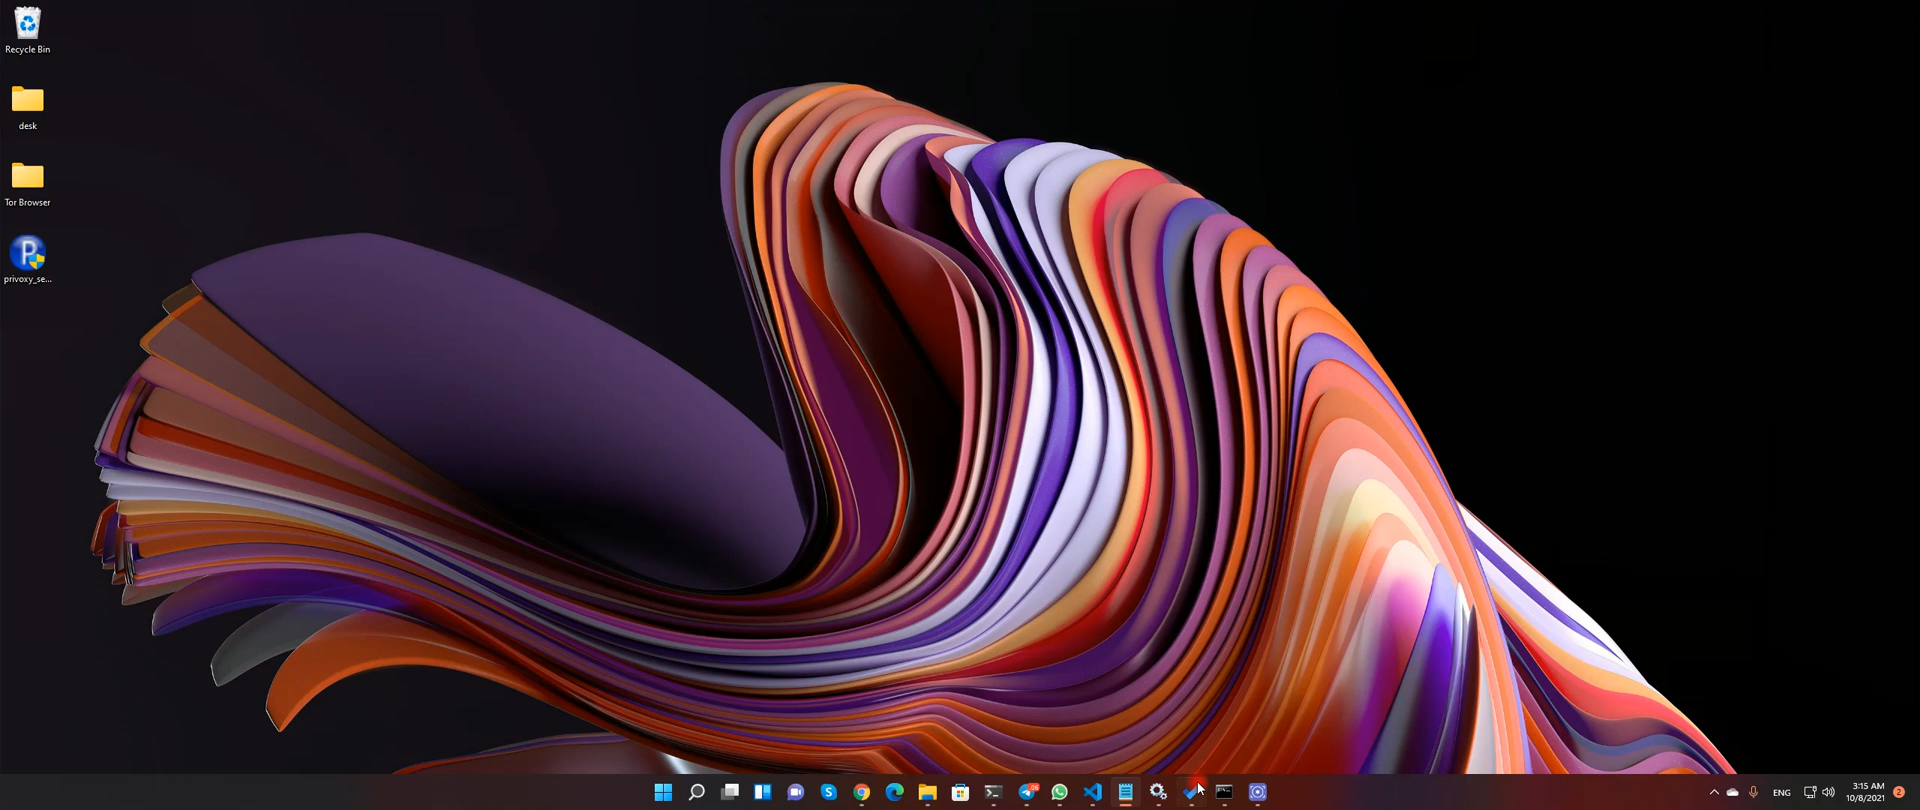 Recycle Bin
desk
Tor Browser
privoxy_se...
ENG
3:15 AM
10/8/2021
2